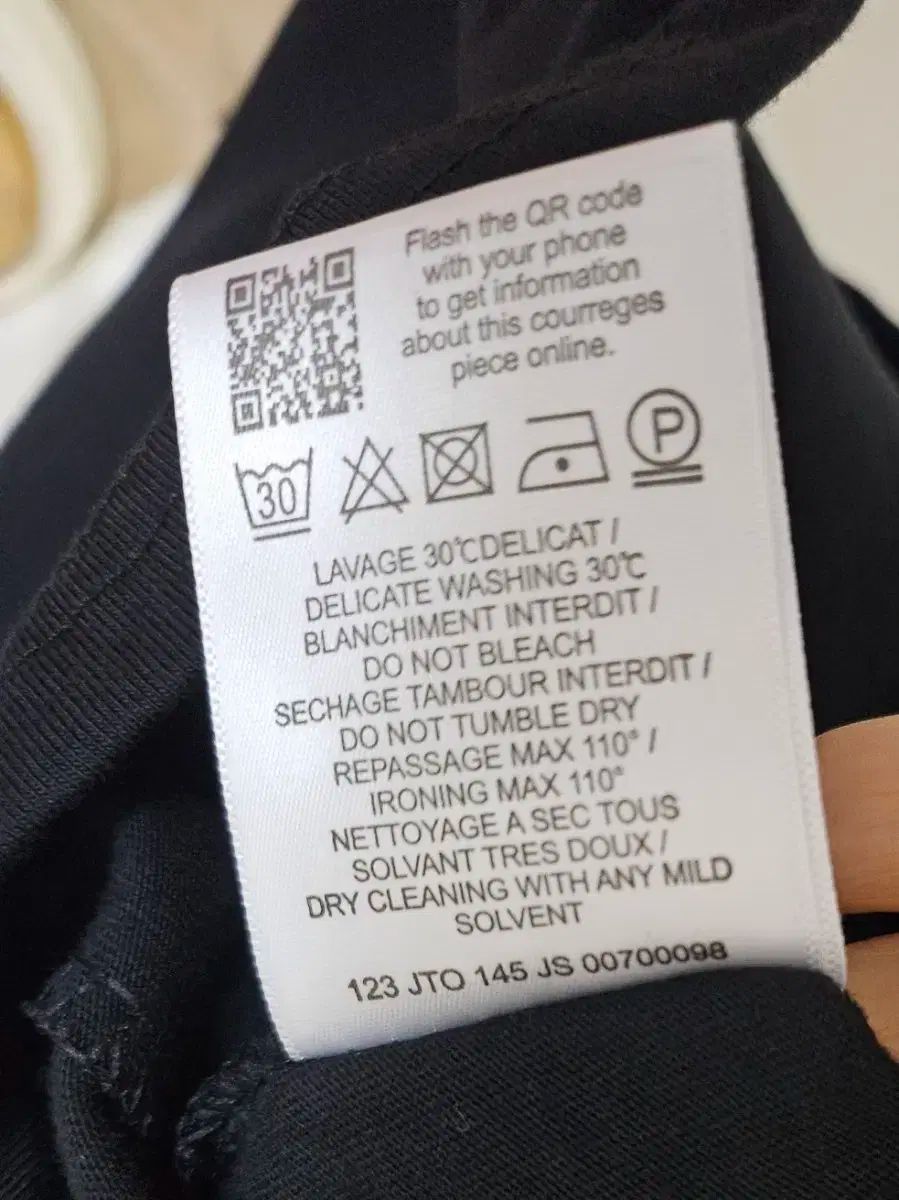 Flash the QR code
with your phone
to get information
about this courreges
piece online.
30
P
LAVAGE 30℃DELICAT /
DELICATE WASHING 30℃
BLANCHIMENT INTERDIT /
DO NOT BLEACH
SECHAGE TAMBOUR INTERDIT /
DO NOT TUMBLE DRY
REPASSAGE MAX 110° /
IRONING MAX 110°
NETTOYAGE A SEC TOUS
SOLVANT TRES DOUX /
DRY CLEANING WITH ANY MILD
SOLVENT
123 JTO 145 JS 00700098